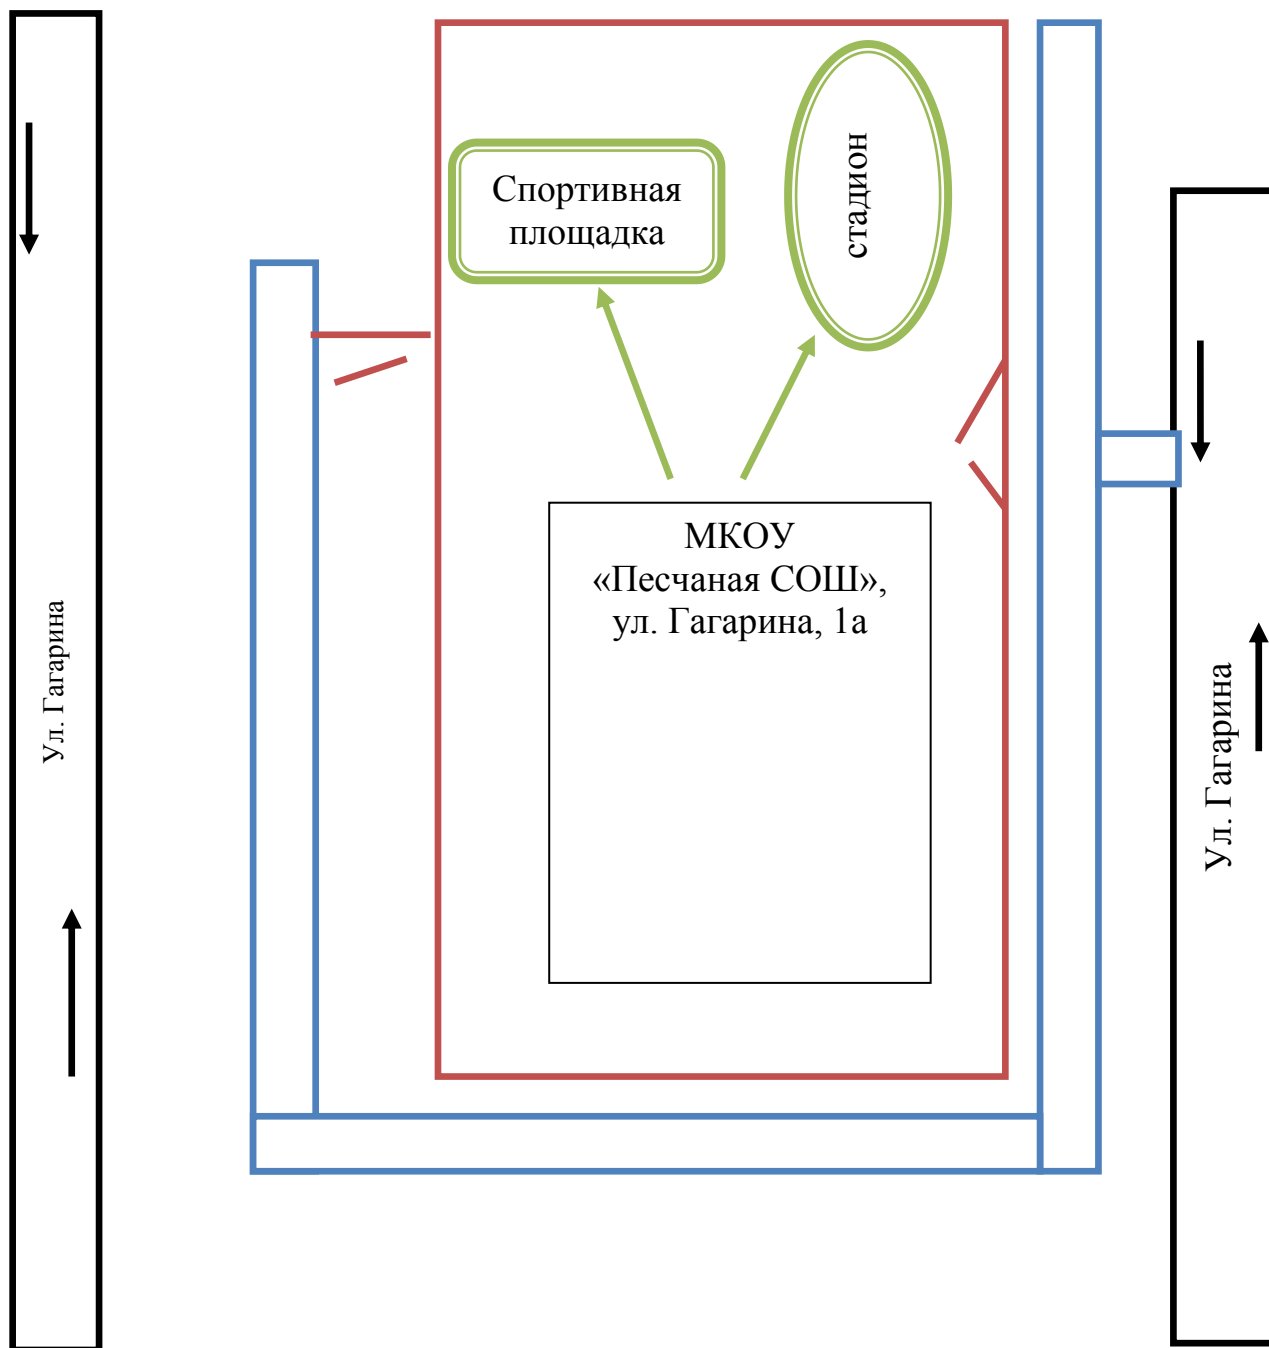 стадион
Спортивная
площадка
МКОУ
«Песчаная СОШ»,
ул. Гагарина, 1а
Ул. Гагарина
Ул. Гагарина